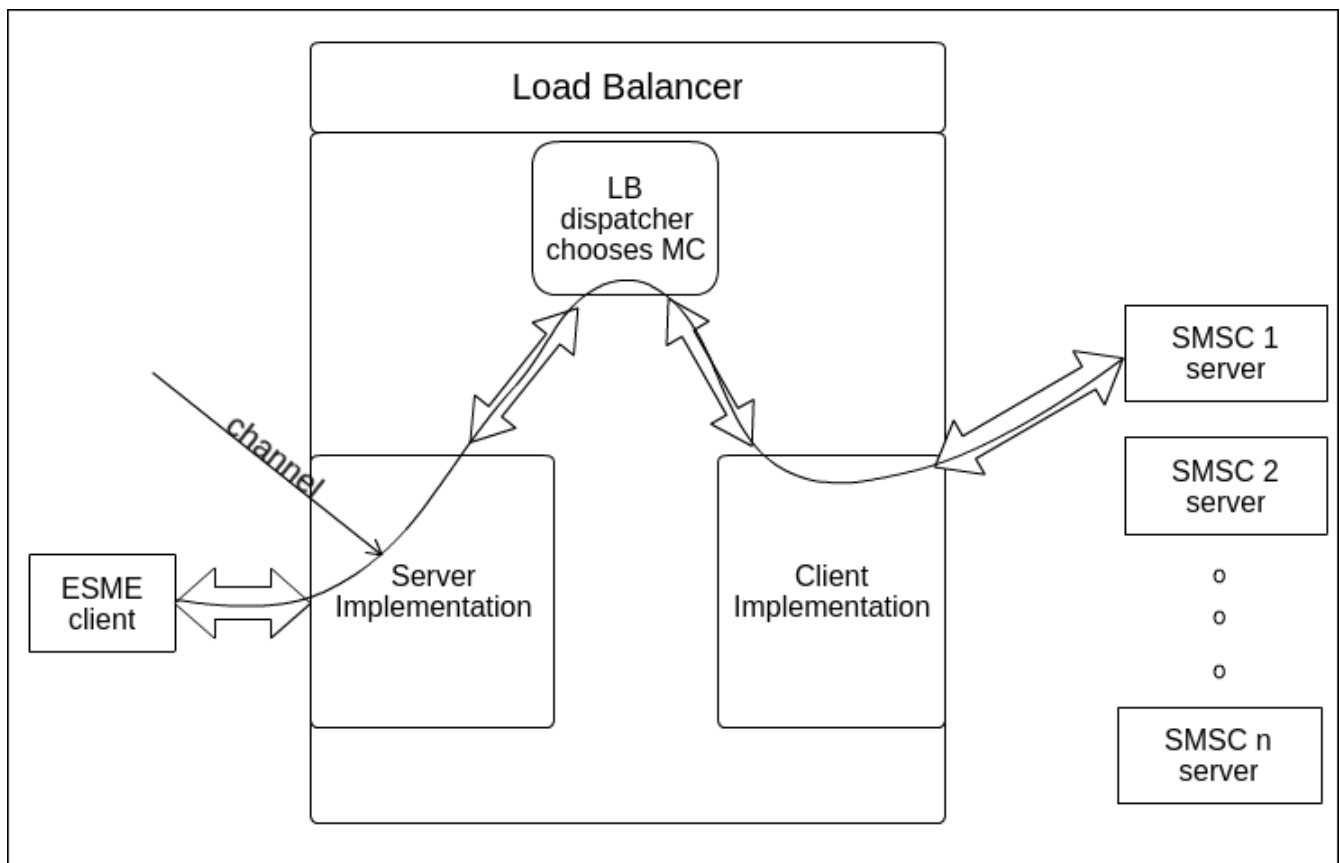 Load Balancer
LB
dispatcher
chooses MC
channel
ESME
client
Server
Implementation
Client
Implementation
SMSC 1
server
SMSC 2
server
o
o
o
SMSC n
server